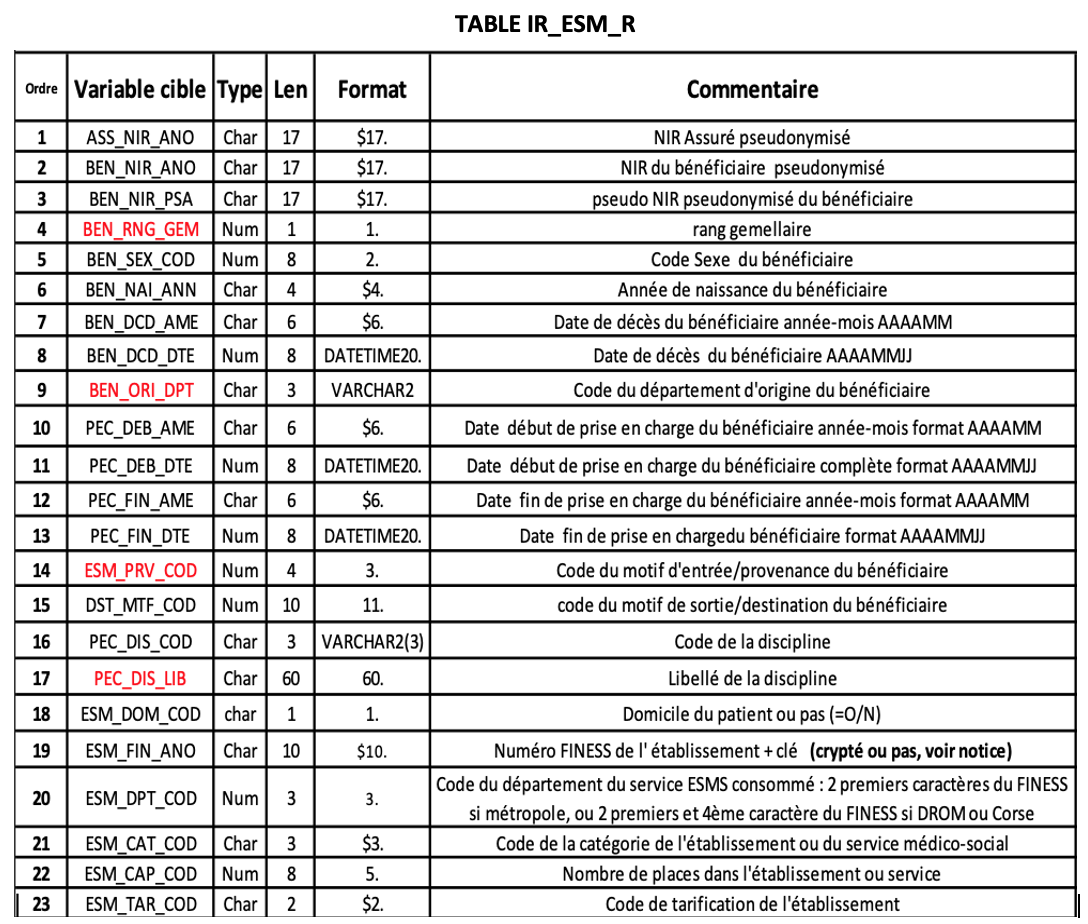 TABLE IR_ESM_R
Ordre Variable cible Type Len Format Commentaire
1 ASS_NIR_ANO Char 17 $17. NIR Assuré pseudonymisé
2 BEN_NIR_ANO Char 17 $17. NIR du bénéficiaire pseudonymisé
3 BEN_NIR_PSA Char 17 $17. pseudo NIR pseudonymisé du bénéficiaire
4 BEN_RNG_GEM Num 1 1. rang gemellaire
5 BEN_SEX_COD Num 8 2. Code Sexe du bénéficiaire
6 BEN_NAI_ANN Char 4 $4. Année de naissance du bénéficiaire
7 BEN_DCD_AME Char 6 $6. Date de décès du bénéficiaire année-mois AAAAMM
8 BEN_DCD_DTE Num 8 DATETIME20. Date de décès du bénéficiaire AAAAMMJJ
9 BEN_ORI_DPT Char 3 VARCHAR2 Code du département d'origine du bénéficiaire
10 PEC_DEB_AME Char 6 $6. Date début de prise en charge du bénéficiaire année-mois format AAAAMM
11 PEC_DEB_DTE Num 8 DATETIME20. Date début de prise en charge du bénéficiaire complète format AAAAMMJJ
12 PEC_FIN_AME Char 6 $6. Date fin de prise en charge du bénéficiaire année-mois format AAAAMM
13 PEC_FIN_DTE Num 8 DATETIME20. Date fin de prise en chargedu bénéficiaire format AAAAMMJJ
14 ESM_PRV_COD Num 4 3. Code du motif d'entrée/provenance du bénéficiaire
15 DST_MTF_COD Num 10 11. code du motif de sortie/destination du bénéficiaire
16 PEC_DIS_COD Char 3 VARCHAR2(3) Code de la discipline
17 PEC_DIS_LIB Char 60 60. Libellé de la discipline
18 ESM_DOM_COD char 1 1. Domicile du patient ou pas (=O/N)
19 ESM_FIN_ANO Char 10 $10. Numéro FINESS de l' établissement + clé (crypté ou pas, voir notice)
20 ESM_DPT_COD Num 3 3. Code du département du service ESMS consommé : 2 premiers caractères du FINESS
si métropole, ou 2 premiers et 4ème caractère du FINESS si DROM ou Corse
21 ESM_CAT_COD Char 3 $3. Code de la catégorie de l'établissement ou du service médico-social
22 ESM_CAP_COD Num 8 5. Nombre de places dans l'établissement ou service
23 ESM_TAR_COD Char 2 $2. Code de tarification de l'établissement